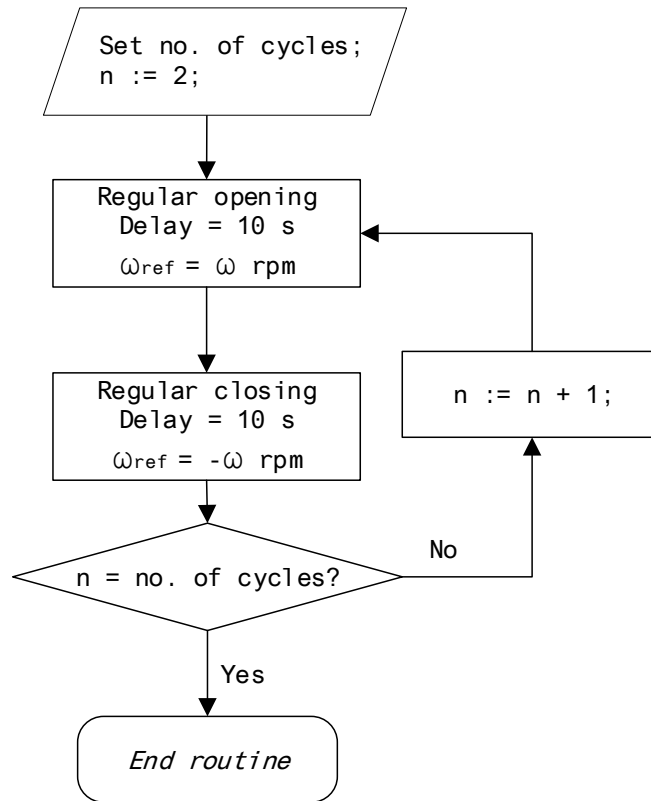 Set no. of cycles;
n := 2;
Regular opening
Delay = 10 s
ωref = ω rpm
Regular closing
Delay = 10 s
ωref = -ω rpm
n := n + 1;
n = no. of cycles?
No
Yes
End routine